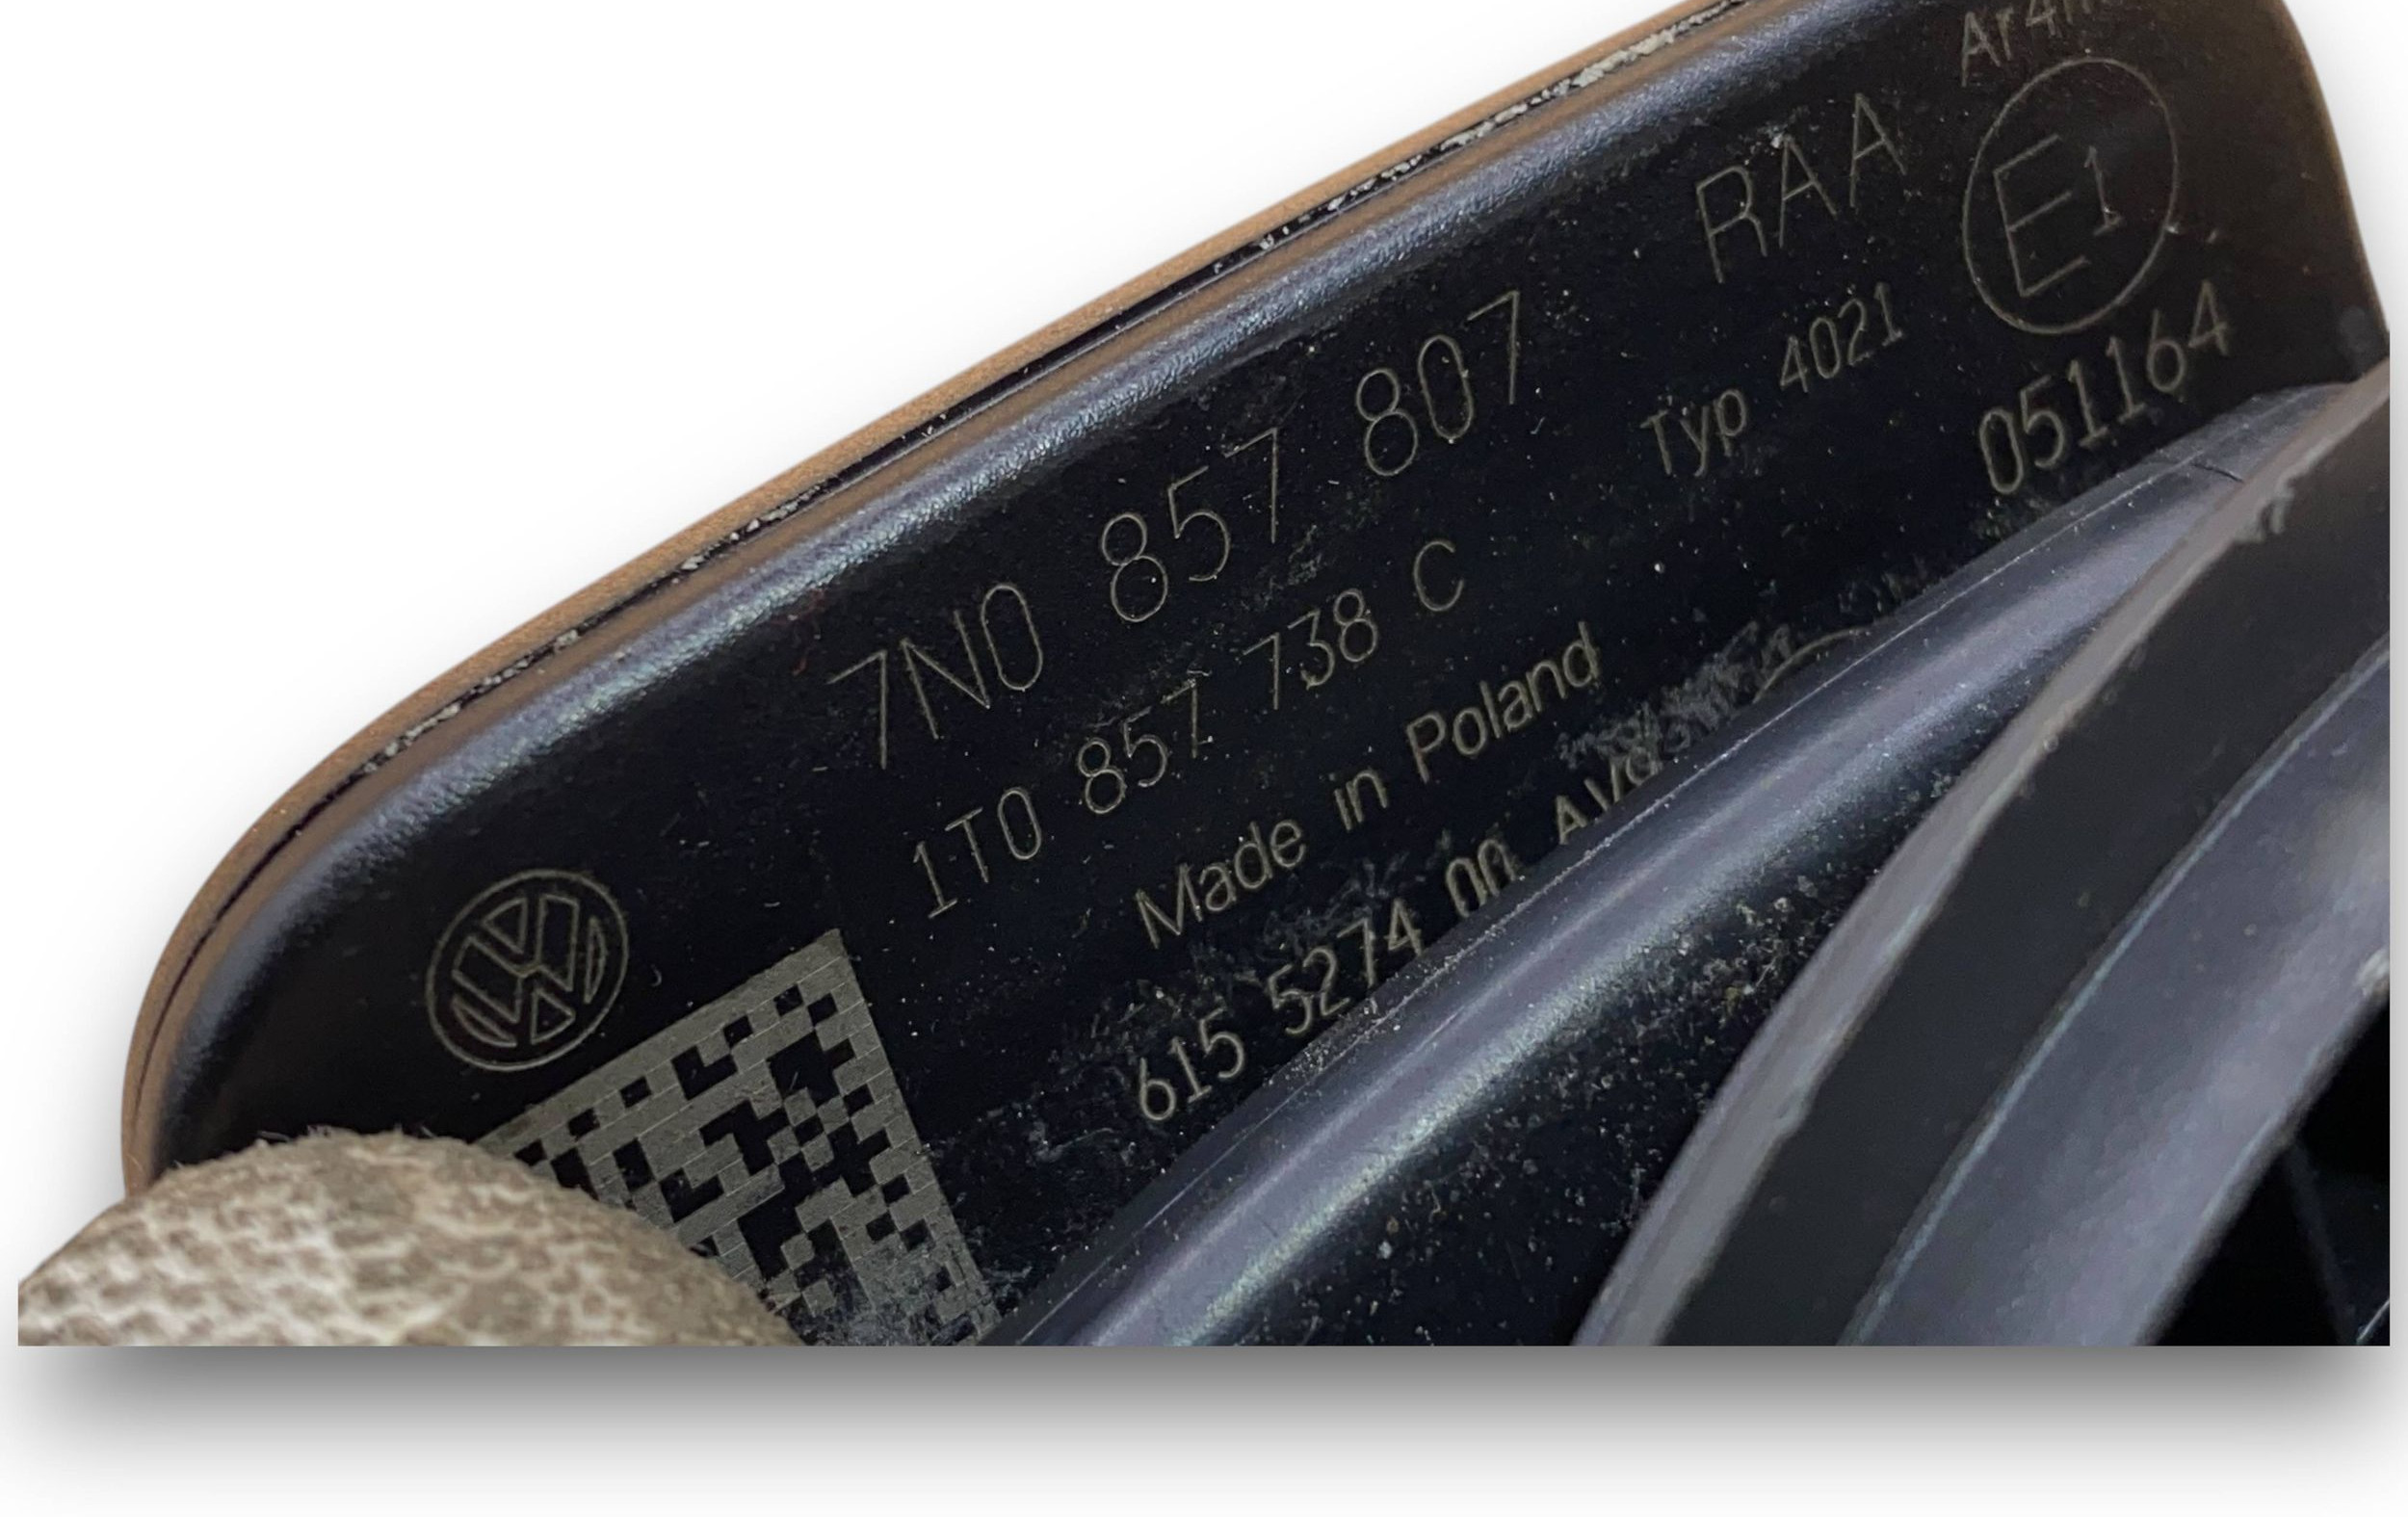 7N0 857 807 RAA
E1
1T0 857 738 C
Typ 4021
051164
Made in Poland
615 5274 00